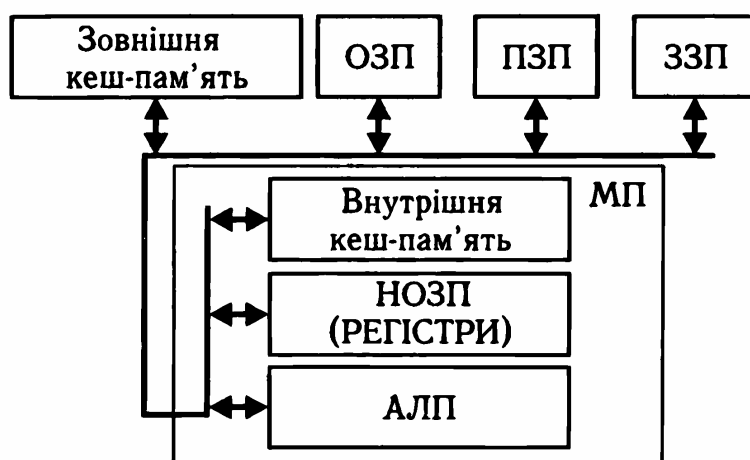 Зовнішня
кеш-пам’ять
ОЗП
ПЗП
ЗЗП
МП
Внутрішня
кеш-пам’ять
НОЗП
(РЕГІСТРИ)
АЛП